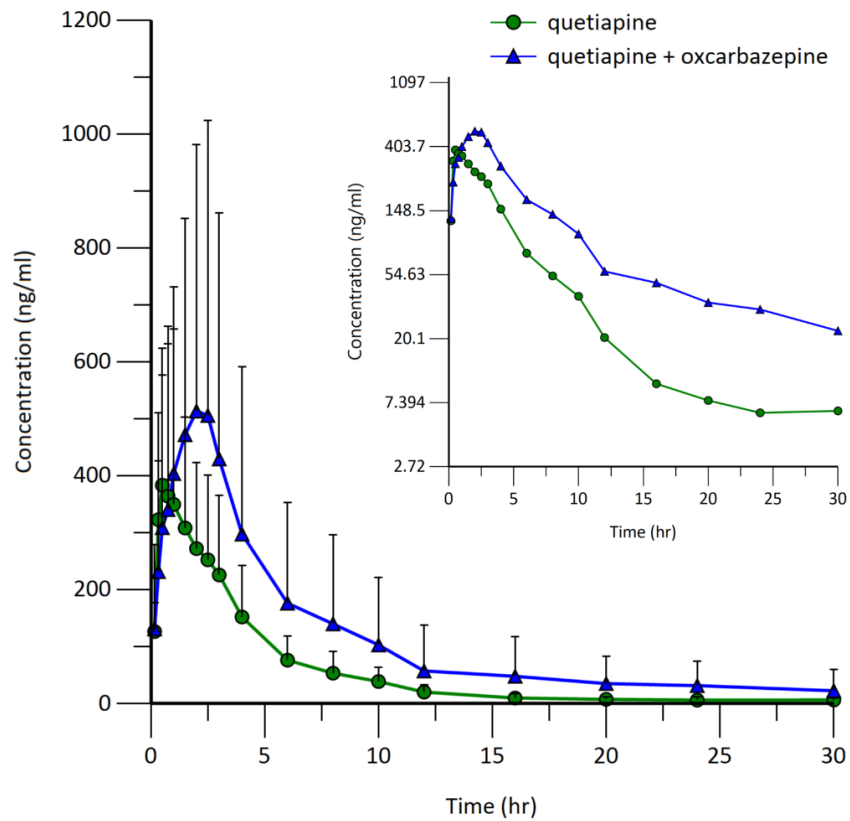 quetiapine
quetiapine + oxcarbazepine
1200
1000
800
600
400
200
0
Concentration (ng/ml)
0 5 10 15 20 25 30
Time (hr)
1097
403.7
148.5
54.63
20.1
7.394
2.72
Concentration (ng/ml)
0 5 10 15 20 25 30
Time (hr)